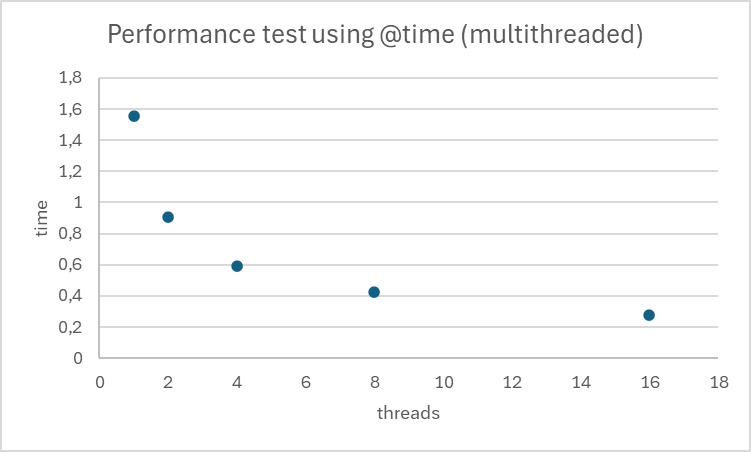 Performance test using @time (multithreaded)
1,8
1,6
1,4
1,2
1
0,8
0,6
0,4
0,2
0
time
0 2 4 6 8 10 12 14 16 18
threads